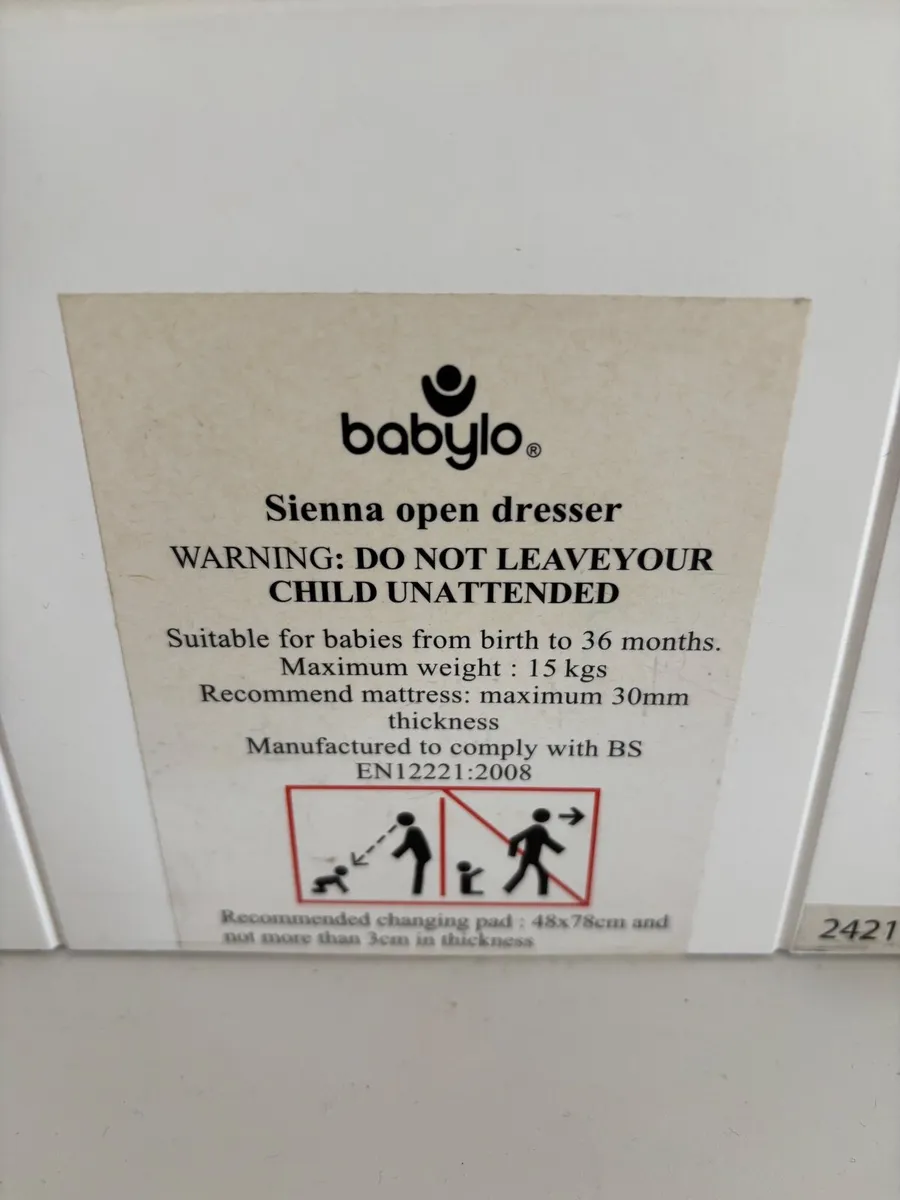 babylo®
Sienna open dresser
WARNING: DO NOT LEAVEYOUR
CHILD UNATTENDED
Suitable for babies from birth to 36 months.
Maximum weight : 15 kgs
Recommend mattress: maximum 30mm
thickness
Manufactured to comply with BS
EN12221:2008
Recommended changing pad : 48x78cm and
not more than 3cm in thickness
2421